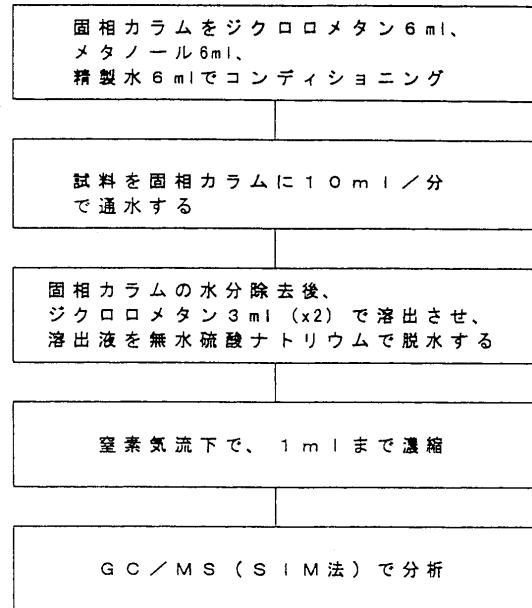 固相カラムをジクロロメタン６ml、
メタノール6ml、
精製水６mlでコンディショニング
試料を固相カラムに１０ｍｌ／分
で通水する
固相カラムの水分除去後、
ジクロロメタン３ml（x2）で溶出させ、
溶出液を無水硫酸ナトリウムで脱水する
窒素気流下で、１ｍｌまで濃縮
ＧＣ／ＭＳ（ＳＩＭ法）で分析